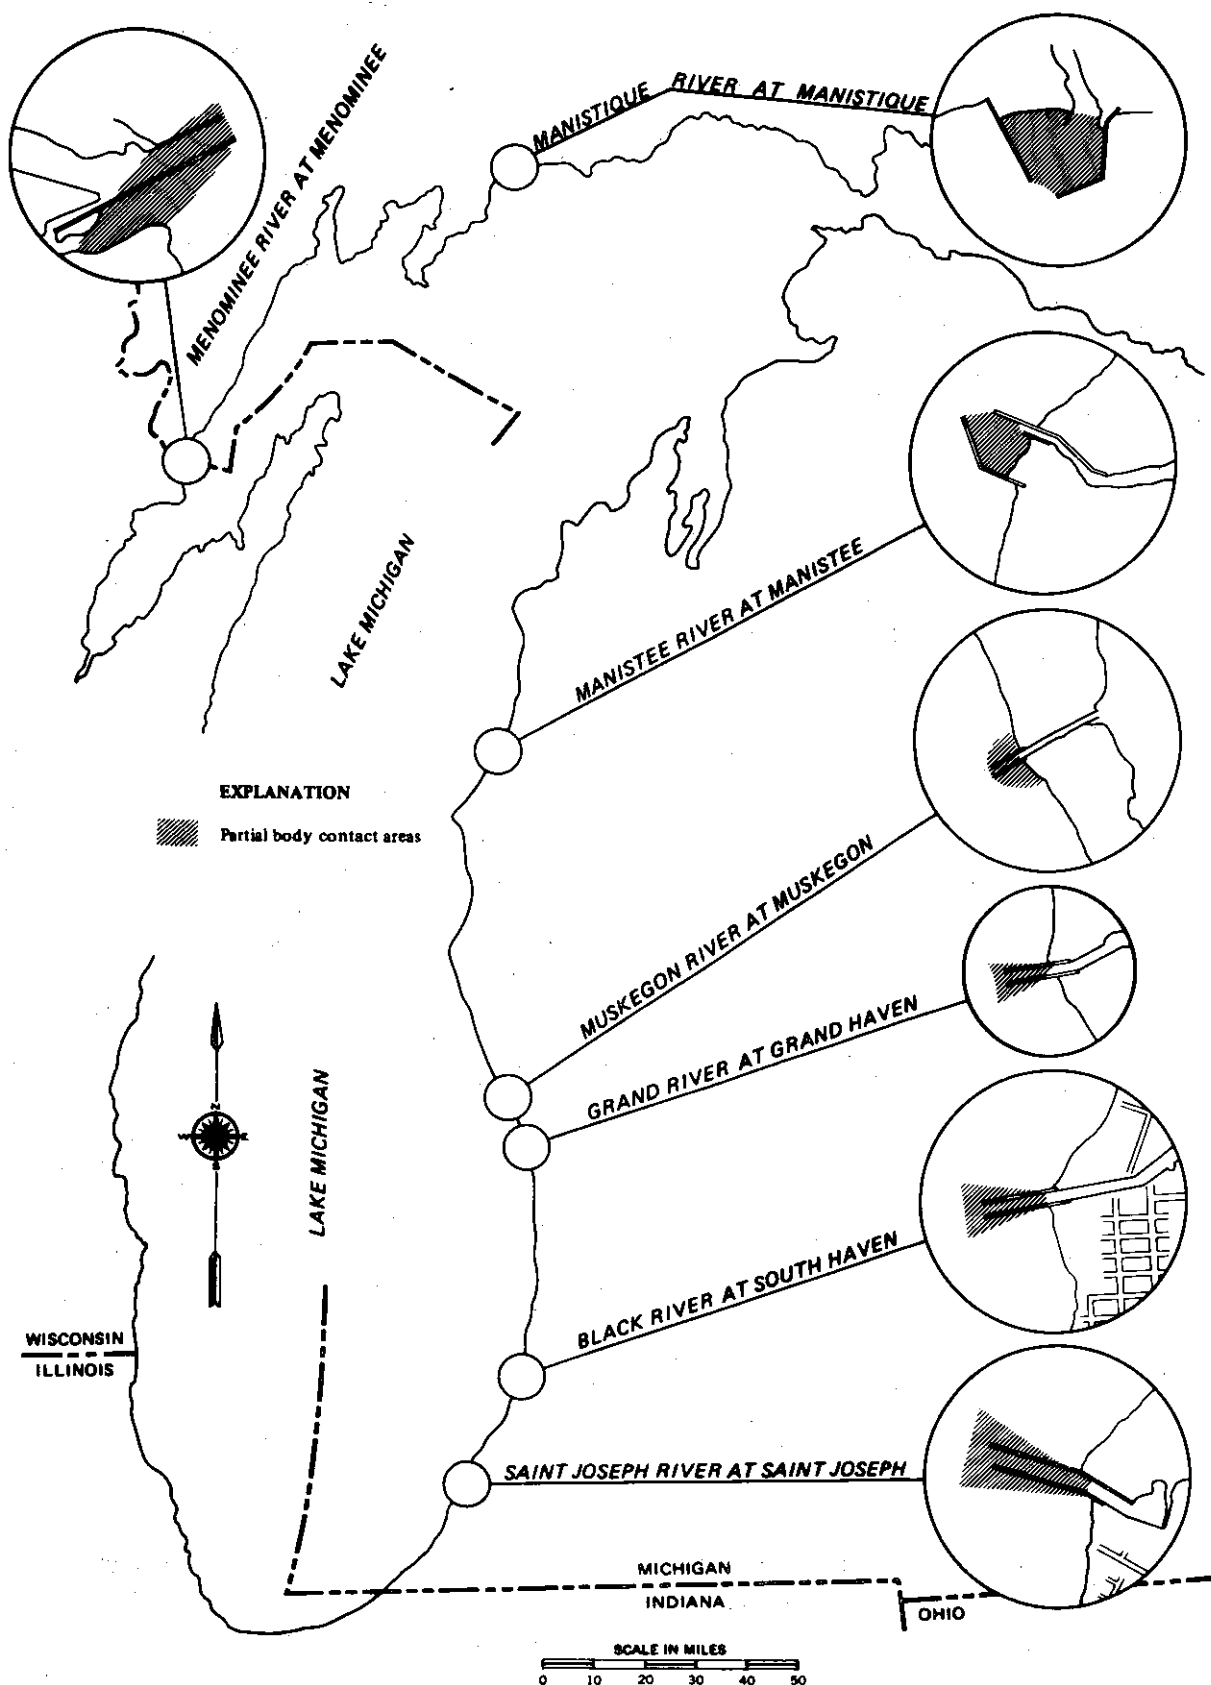 MENOMINEE RIVER AT MENOMINEE
MANISTIQUE RIVER AT MANISTIQUE
LAKE MICHIGAN
MANISTEE RIVER AT MANISTEE
EXPLANATION
Partial body contact areas
MUSKEGON RIVER AT MUSKEGON
GRAND RIVER AT GRAND HAVEN
N
W E
S
LAKE MICHIGAN
BLACK RIVER AT SOUTH HAVEN
WISCONSIN
ILLINOIS
SAINT JOSEPH RIVER AT SAINT JOSEPH
MICHIGAN
INDIANA
OHIO
SCALE IN MILES
0 10 20 30 40 50